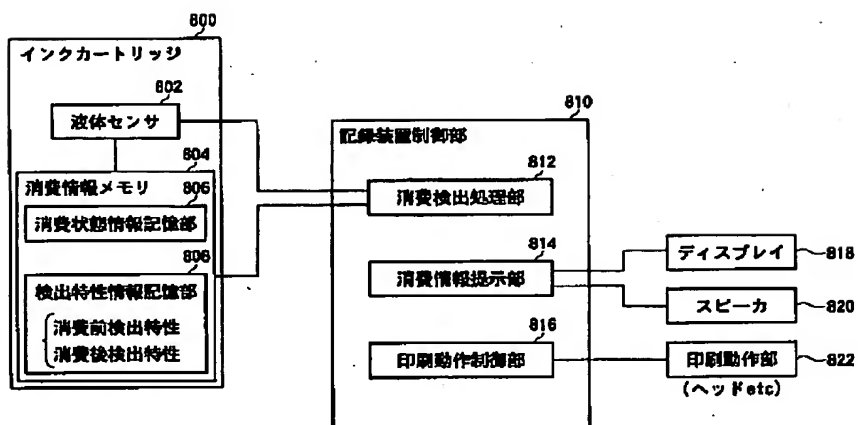 800
インクカートリッジ
802
液体センサ
804
消費情報メモリ
806
消費状態情報記憶部
808
検出特性情報記憶部
消費前検出特性
消費後検出特性
810
記録装置制御部
812
消費検出処理部
814
消費情報提示部
816
印刷動作制御部
ディスプレイ
818
スピーカ
820
印刷動作部
822
(ヘッドetc)